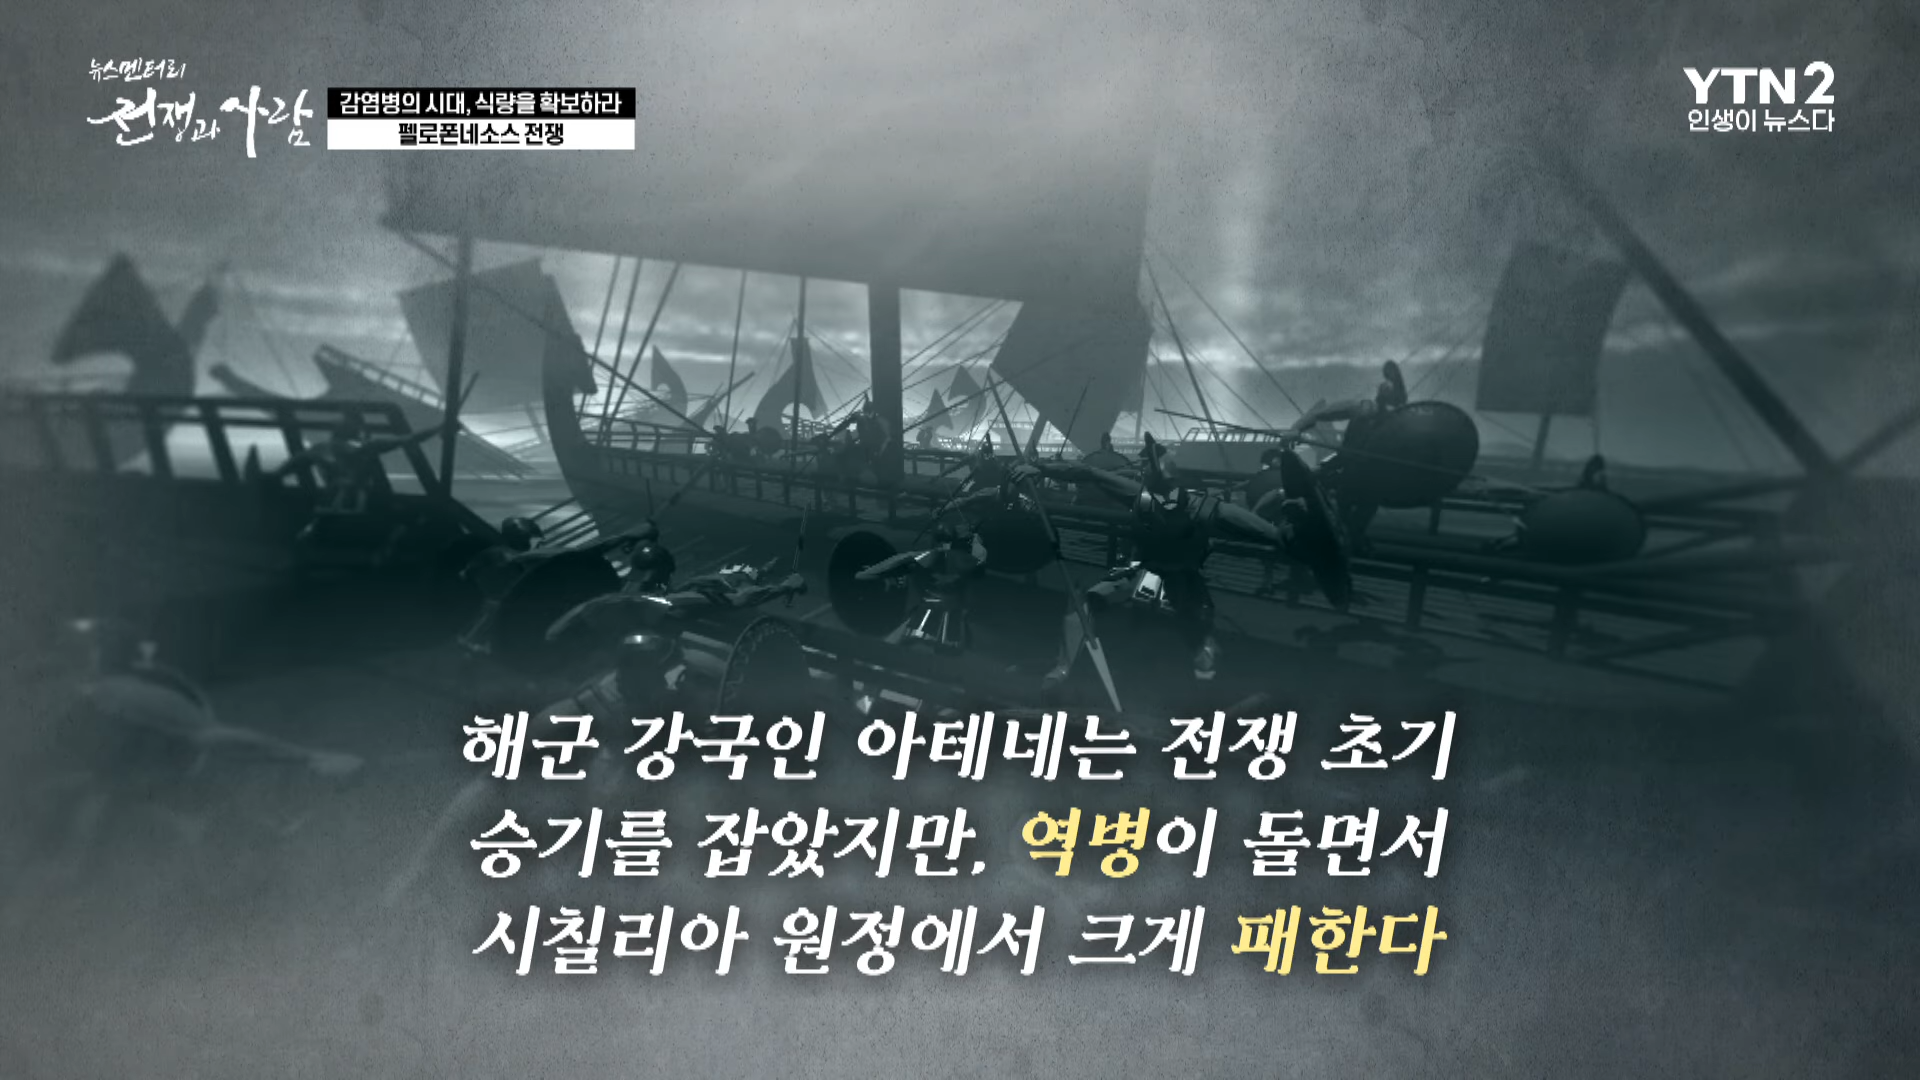 뉴스멘터리
전쟁과 사람
감염병의 시대, 식량을 확보하라
펠로폰네소스 전쟁
YTN2
인생이 뉴스다
해군 강국인 아테네는 전쟁 초기
승기를 잡았지만, 역병이 돌면서
시칠리아 원정에서 크게 패한다